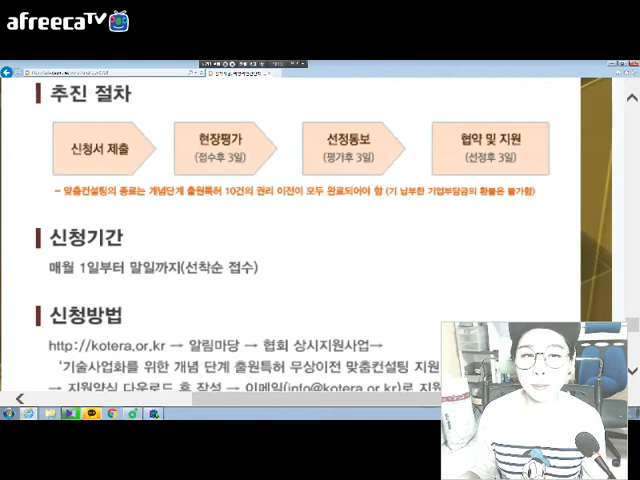 afreecaTV
추진 절차
신청서 제출
현장평가
(접수후 3일)
선정통보
(평가후 3일)
협약 및 지원
(선정후 3일)
- 맞춤컨설팅의 종료는 개념단계 출원특허 10건의 권리 이전이 모두 완료되어야 함 (기 납부한 기업부담금의 환불은 불가함)
신청기간
매월 1일부터 말일까지(선착순 접수)
신청방법
http://kotera.or.kr → 알림마당 → 협회 상시지원사업→
'기술사업화를 위한 개념 단계 출원특허 무상이전 맞춤컨설팅 지원
→ 지원양식 다운로드 후 작성 → 이메일(info@kotera.or.kr)로 지원